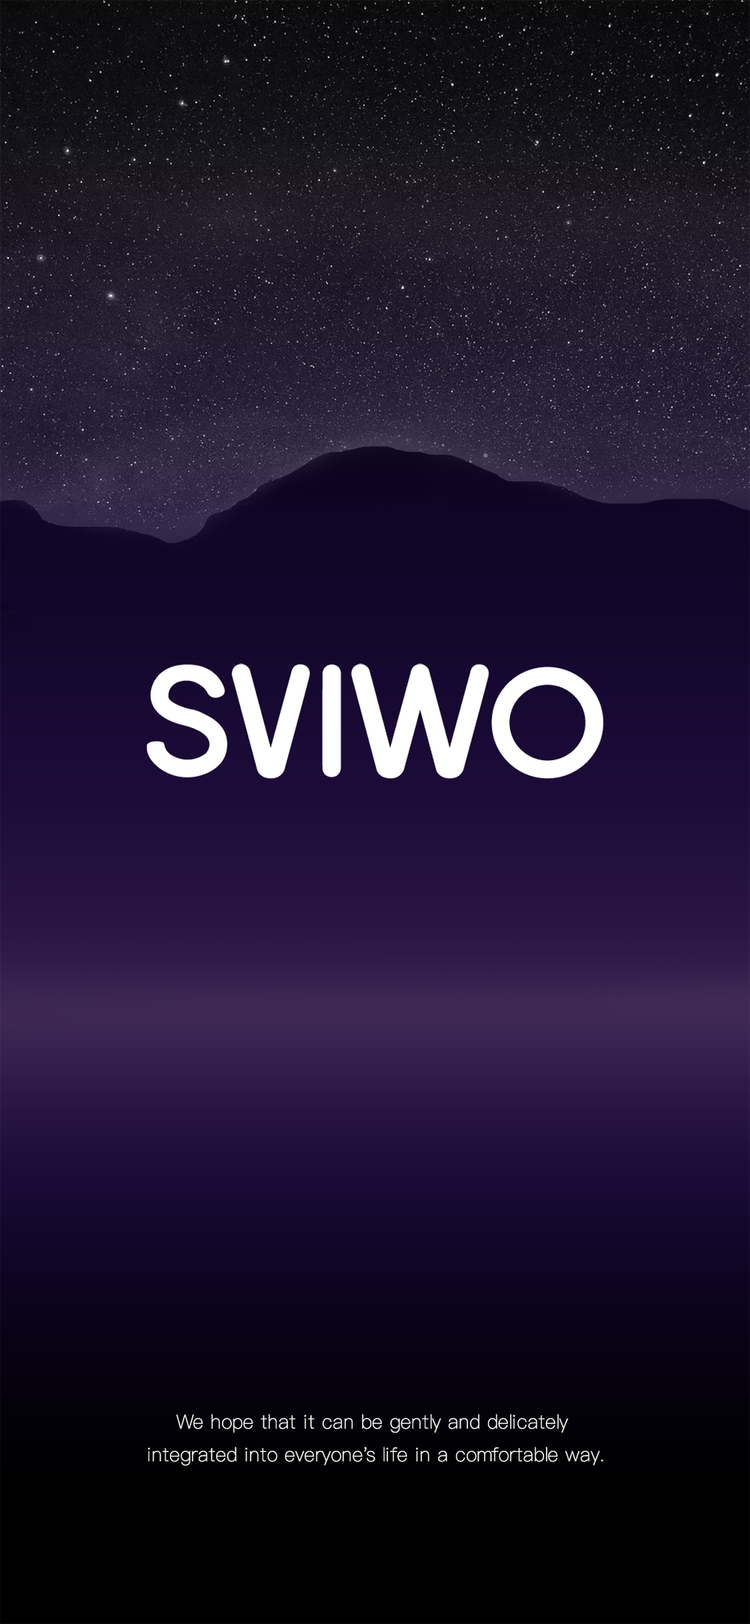 SVIWO
We hope that it can be gently and delicately
integrated into everyone's life in a comfortable way.